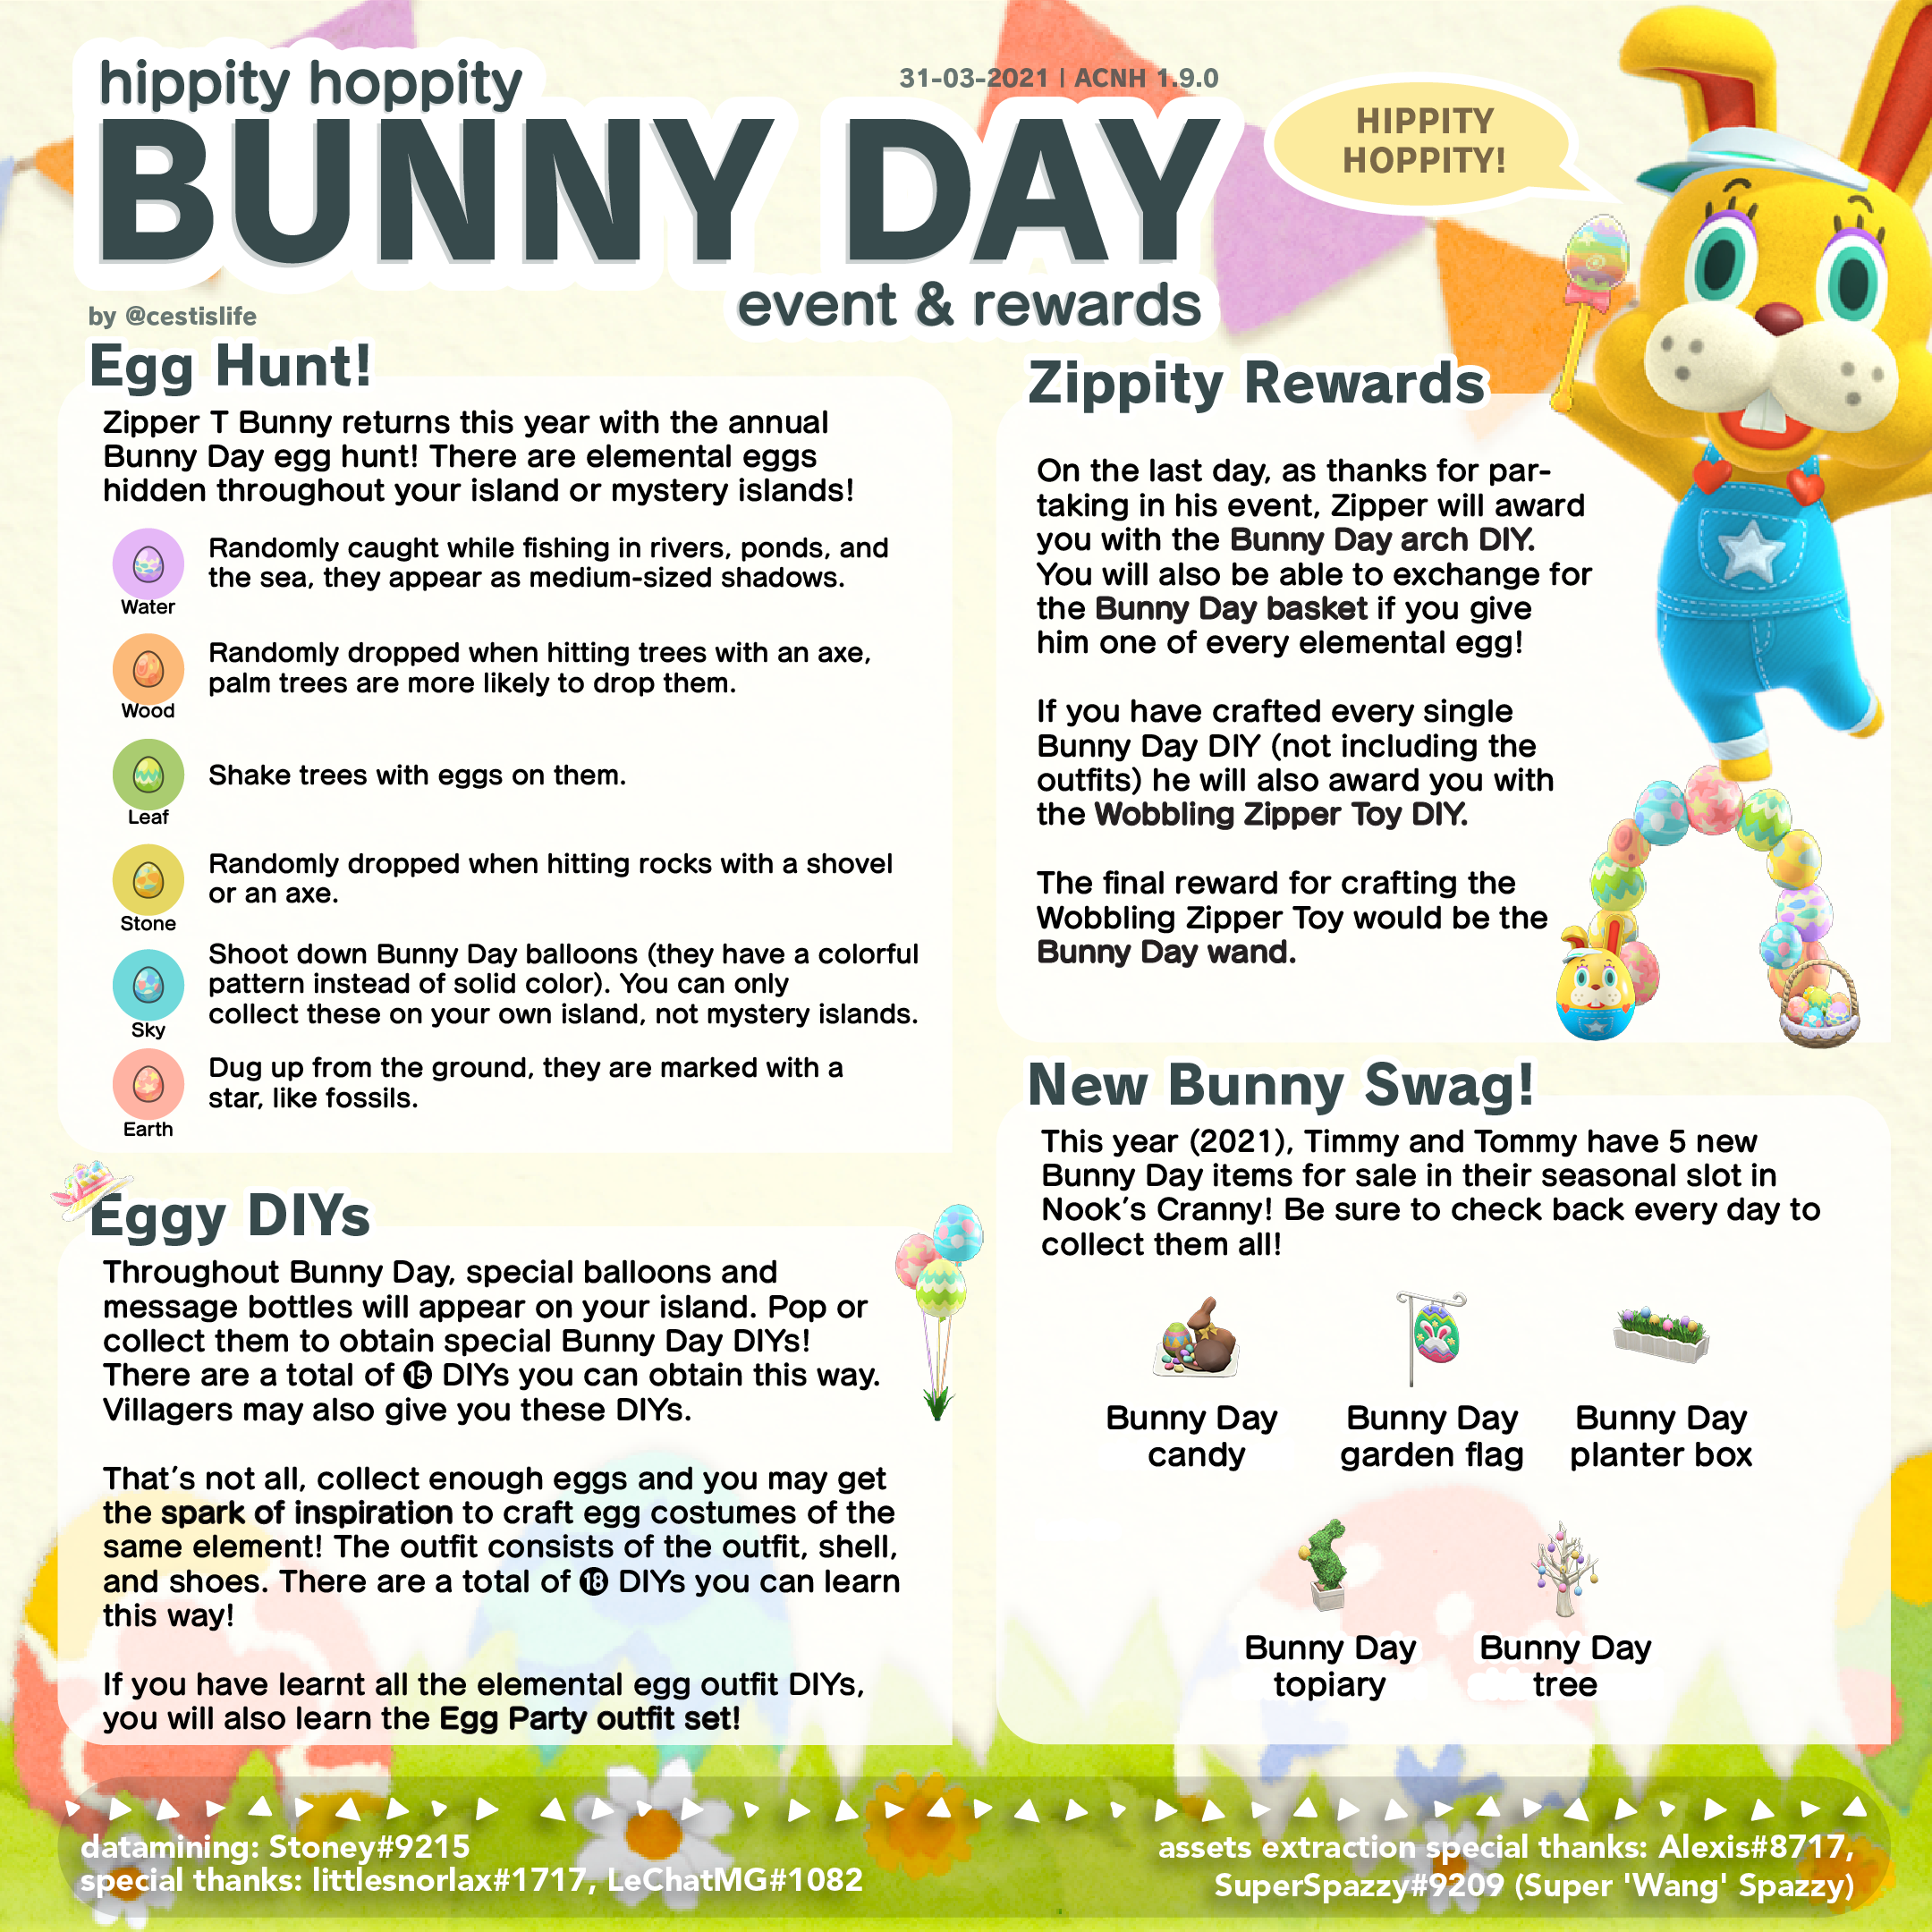 hippity hoppity
31-03-2021 | ACNH 1.9.0
BUNNY DAY
event & rewards
by @cestislife
HIPPITY
HOPPITY!
Egg Hunt!
Zipper T Bunny returns this year with the annual
Bunny Day egg hunt! There are elemental eggs
hidden throughout your island or mystery islands!
Water
Randomly caught while fishing in rivers, ponds, and
the sea, they appear as medium-sized shadows.
Wood
Randomly dropped when hitting trees with an axe,
palm trees are more likely to drop them.
Leaf
Shake trees with eggs on them.
Stone
Randomly dropped when hitting rocks with a shovel
or an axe.
Sky
Shoot down Bunny Day balloons (they have a colorful
pattern instead of solid color). You can only
collect these on your own island, not mystery islands.
Earth
Dug up from the ground, they are marked with a
star, like fossils.
Eggy DIYs
Throughout Bunny Day, special balloons and
message bottles will appear on your island. Pop or
collect them to obtain special Bunny Day DIYs!
There are a total of 15 DIYs you can obtain this way.
Villagers may also give you these DIYs.
That's not all, collect enough eggs and you may get
the spark of inspiration to craft egg costumes of the
same element! The outfit consists of the outfit, shell,
and shoes. There are a total of 18 DIYs you can learn
this way!
If you have learnt all the elemental egg outfit DIYs,
you will also learn the Egg Party outfit set!
Zippity Rewards
On the last day, as thanks for par-
taking in his event, Zipper will award
you with the Bunny Day arch DIY.
You will also be able to exchange for
the Bunny Day basket if you give
him one of every elemental egg!
If you have crafted every single
Bunny Day DIY (not including the
outfits) he will also award you with
the Wobbling Zipper Toy DIY.
The final reward for crafting the
Wobbling Zipper Toy would be the
Bunny Day wand.
New Bunny Swag!
This year (2021), Timmy and Tommy have 5 new
Bunny Day items for sale in their seasonal slot in
Nook's Cranny! Be sure to check back every day to
collect them all!
Bunny Day
candy
Bunny Day
garden flag
Bunny Day
planter box
Bunny Day
topiary
Bunny Day
tree
datamining: Stoney#9215
special thanks: littlesnorlax#1717, LeChatMG#1082
assets extraction special thanks: Alexis#8717,
SuperSpazzy#9209 (Super 'Wang' Spazzy)